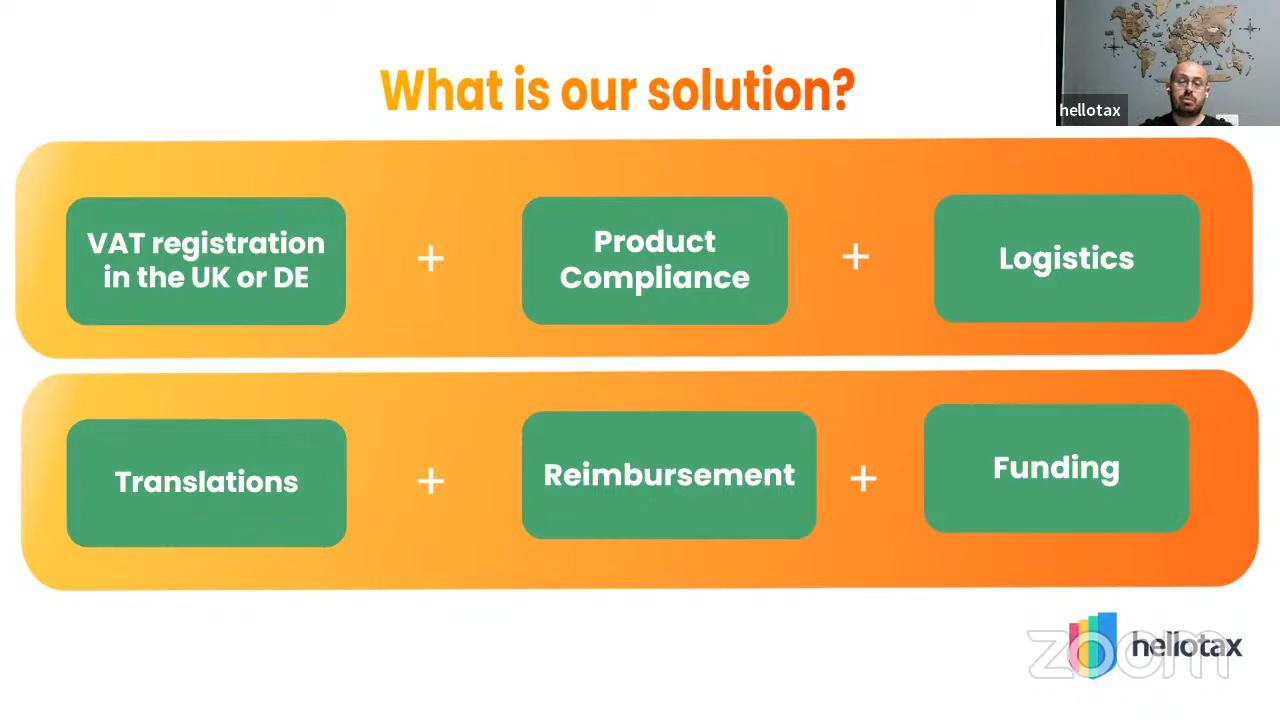 What is our solution?
hellotax
VAT registration
in the UK or DE
+
Product
Compliance
+
Logistics
Translations
+
Reimbursement
+
Funding
zoom
hellotax